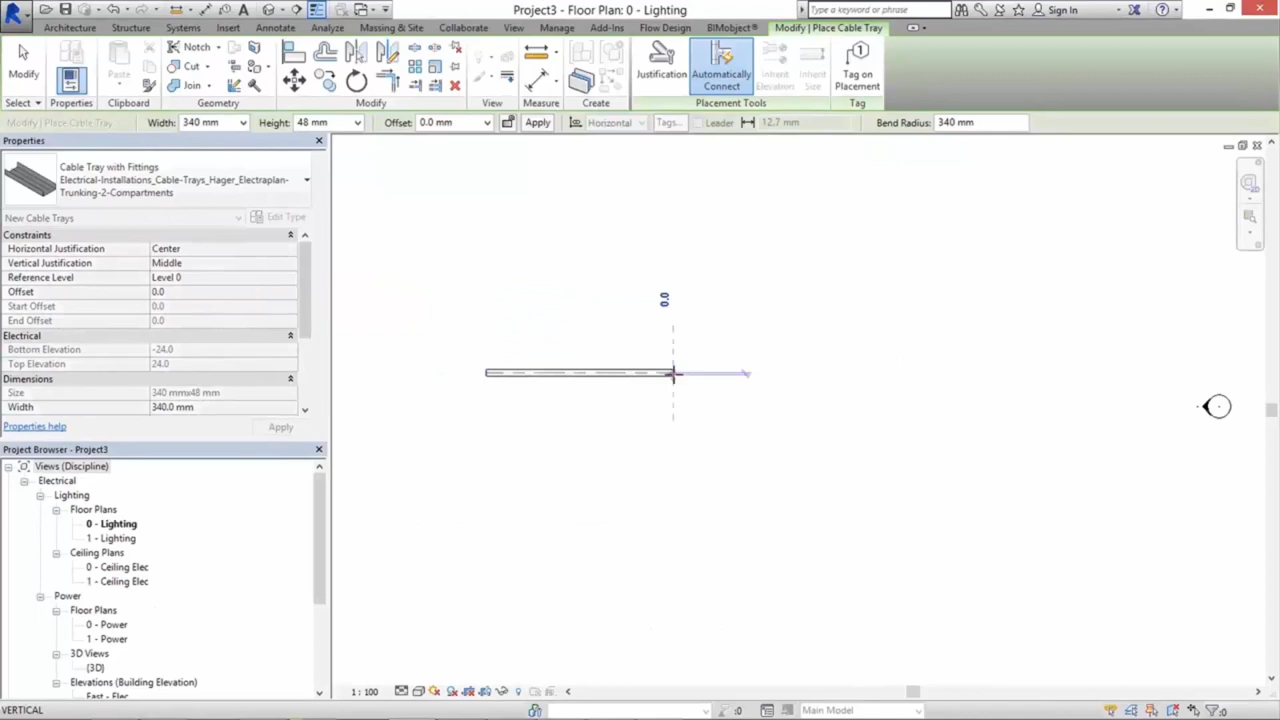 Project3 - Floor Plan: 0 - Lighting
Type a keyword or phrase
Sign In
Architecture Structure Systems Insert Annotate Analyze Massing & Site Collaborate View Manage Add-Ins Flow Design BIMobject® Modify | Place Cable Tray
Modify
Paste
Notch
Cut
Join
Justification
Automatically
Connect
Inherit
Elevation
Inherit
Size
Tag on
Placement
Select Properties Clipboard Geometry Modify View Measure Create Placement Tools Tag
Modify | Place Cable Tray Width: 340 mm Height: 48 mm Offset: 0.0 mm Apply Horizontal Tags... Leader 12.7 mm Bend Radius: 340 mm
Properties
Cable Tray with Fittings
Electrical-Installations_Cable-Trays_Hager_Electraplan-
Trunking-2-Compartments
New Cable Trays Edit Type
Constraints
Horizontal Justification Center
Vertical Justification Middle
Reference Level Level 0
Offset 0.0
Start Offset 0.0
End Offset 0.0
Electrical
Bottom Elevation -24.0
Top Elevation 24.0
Dimensions
Size 340 mmx48 mm
Width 340.0 mm
Properties help Apply
Project Browser - Project3
Views (Discipline)
Electrical
Lighting
Floor Plans
0 - Lighting
1 - Lighting
Ceiling Plans
0 - Ceiling Elec
1 - Ceiling Elec
Power
Floor Plans
0 - Power
1 - Power
3D Views
{3D}
Elevations (Building Elevation)
East - Elec
0.0
1 : 100
VERTICAL
:0
Main Model
:0